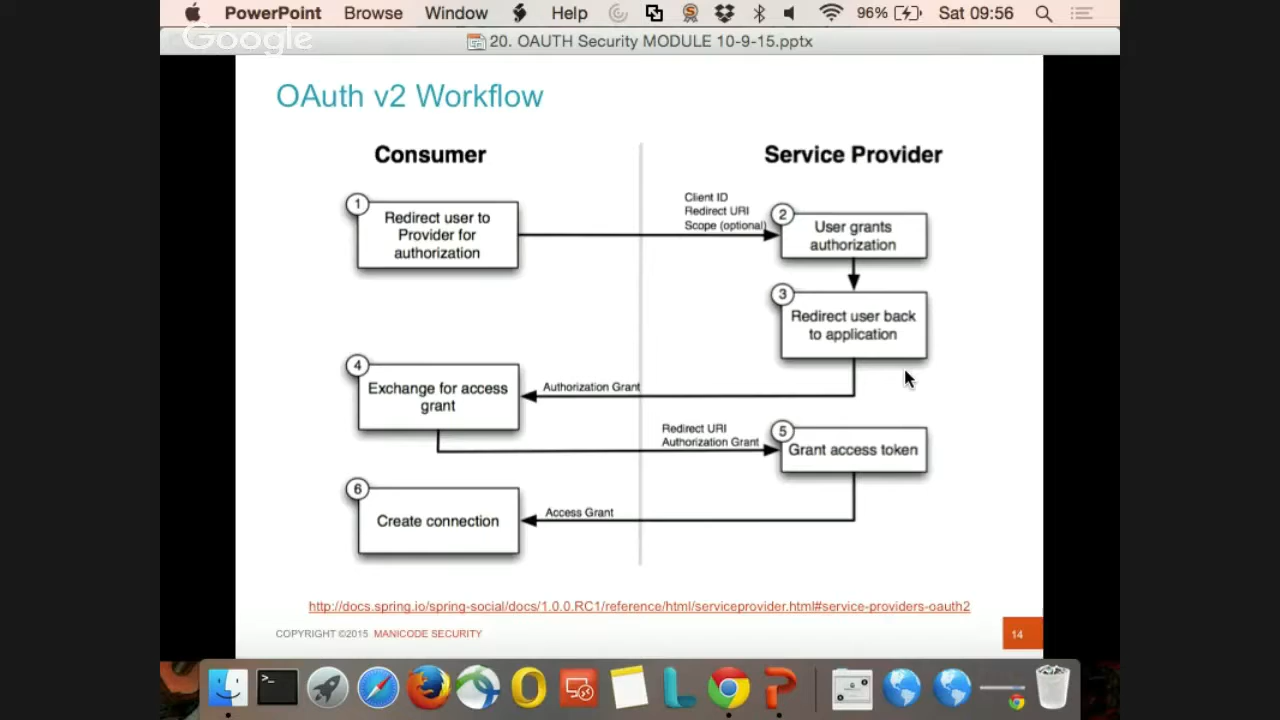 PowerPoint Browse Window Help 96% Sat 09:56
Google
20. OAUTH Security MODULE 10-9-15.pptx
OAuth v2 Workflow
Consumer
Service Provider
1
Redirect user to
Provider for
authorization
Client ID
Redirect URI
Scope (optional)
2
User grants
authorization
3
Redirect user back
to application
4
Exchange for access
grant
Authorization Grant
Redirect URI
Authorization Grant
5
Grant access token
6
Create connection
Access Grant
http://docs.spring.io/spring-social/docs/1.0.0.RC1/reference/html/serviceprovider.html#service-providers-oauth2
COPYRIGHT ©2015 MANICODE SECURITY
14